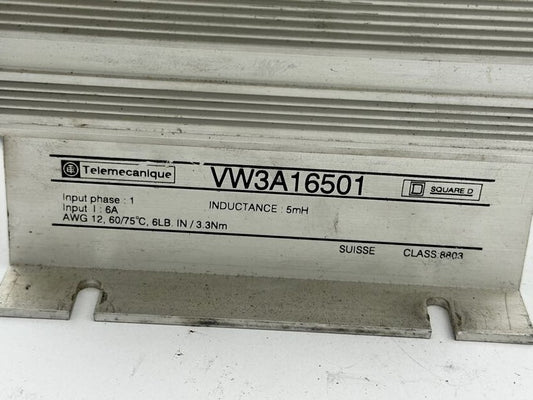 Telemecanique VW3A16501 D SQUARE D
Input phase : 1 INDUCTANCE : 5mH
Input I : 6A
AWG 12, 60/75°C, 6LB. IN / 3.3Nm
SUISSE CLASS 8803